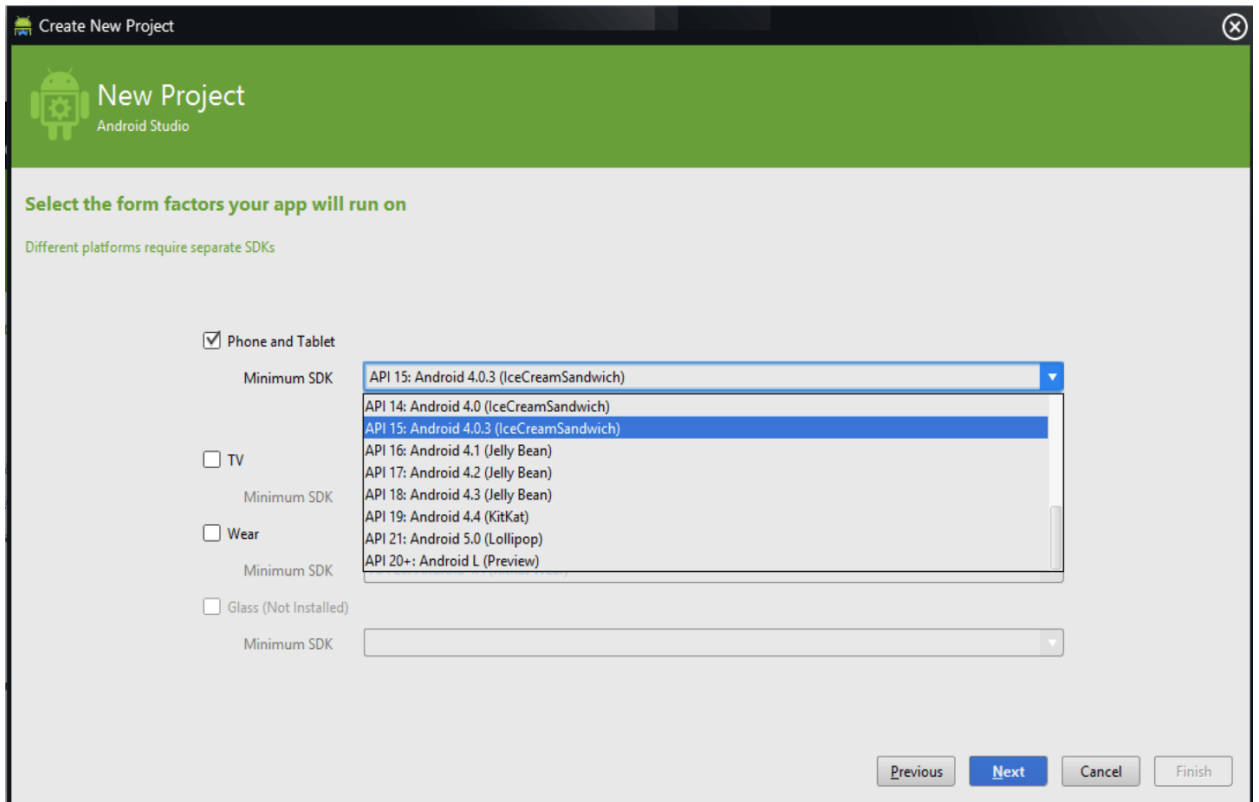 Create New Project
New Project
Android Studio
Select the form factors your app will run on
Different platforms require separate SDKs
Phone and Tablet
Minimum SDK API 15: Android 4.0.3 (IceCreamSandwich)
API 14: Android 4.0 (IceCreamSandwich)
API 15: Android 4.0.3 (IceCreamSandwich)
API 16: Android 4.1 (Jelly Bean)
TV
API 17: Android 4.2 (Jelly Bean)
Minimum SDK API 18: Android 4.3 (Jelly Bean)
API 19: Android 4.4 (KitKat)
Wear
API 21: Android 5.0 (Lollipop)
API 20+: Android L (Preview)
Minimum SDK
Glass (Not Installed)
Minimum SDK
Previous Next Cancel Finish